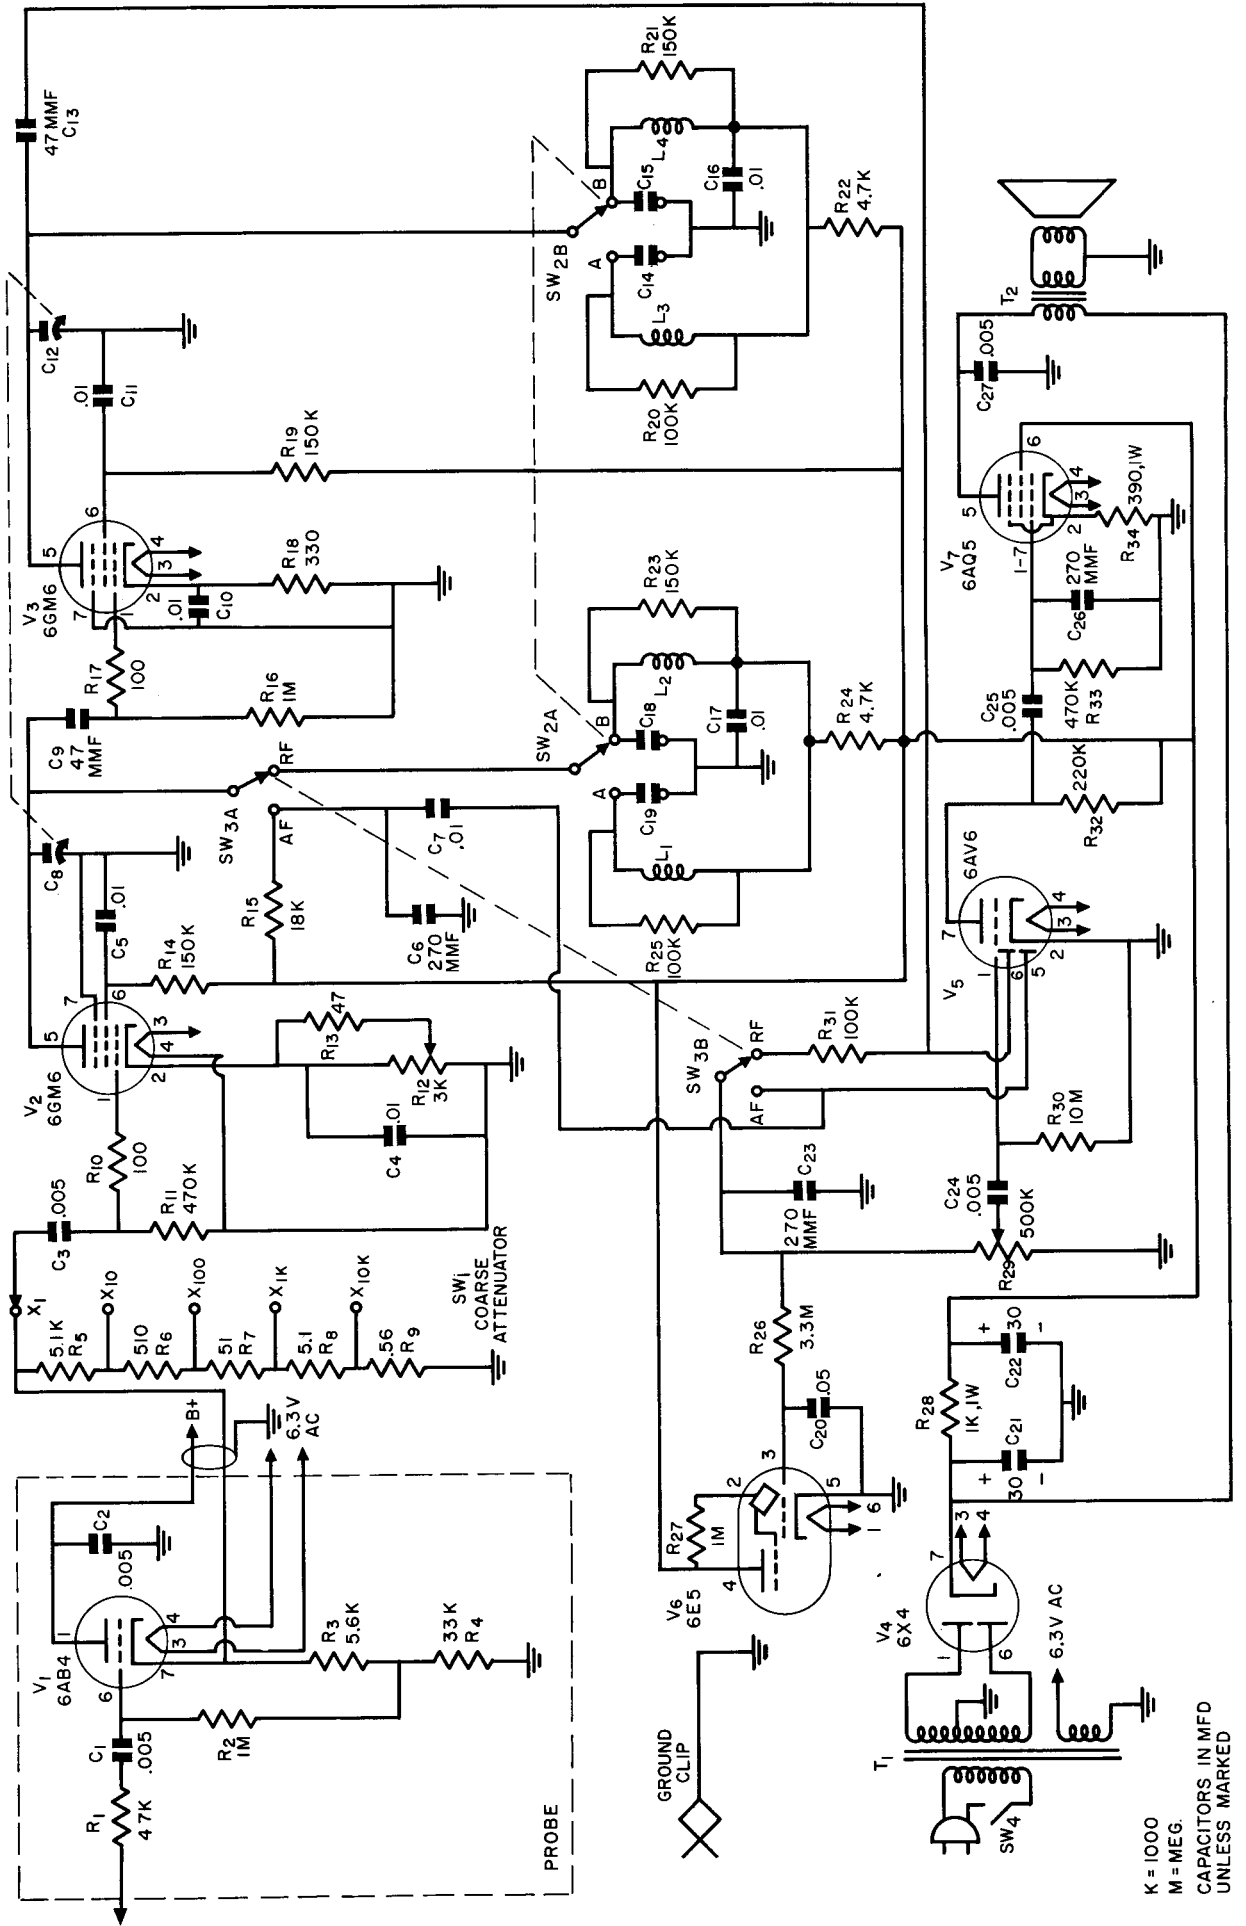 R1
47K
C1
.005
R2
1M
V1
6AB4
6
1
7
3
4
C2
.005
R3
5.6K
33K
R4
PROBE
B+
6.3V
AC
5.1K
R5
510
R6
51
R7
5.1
R8
.56
R9
X1
X10
X100
X1K
X10K
SW1
COARSE
ATTENUATOR
C3
.005
R10
100
R11
470K
V2
6GM6
1
5
7
6
2
4
3
C4
.01
R12
3K
R13
47
R14
150K
C5
.01
C8
R15
18K
C6
270
MMF
C7
.01
SW3A
AF
RF
C9
47
MMF
R16
1M
R17
100
V3
6GM6
7
1
5
6
2
3
4
.01
C10
R18
330
R19
150K
.01
C11
C12
47 MMF
C13
SW2A
A
B
C19
C18
L1
L2
R25
100K
R23
150K
C17
.01
R24
4.7K
SW2B
A
B
C14
C15
L3
L4
R20
100K
R21
150K
C16
.01
R22
4.7K
GROUND
CLIP
V6
6E5
R27
1M
4
2
3
5
1
6
C20
.05
R26
3.3M
270
MMF
C23
SW3B
AF
RF
R31
100K
R29
500K
C24
.005
R30
10M
V5
6AV6
1
6
5
7
2
3
4
R32
220K
C25
.005
470K
R33
C26
270
MMF
V7
6AQ5
1-7
5
6
2
3
4
R34
390,1W
C27
.005
T2
T1
SW4
V4
6X4
1
6
7
3
4
6.3V AC
R28
1K,1W
+
30
-
C21
+
30
-
C22
K = 1000
M = MEG.
CAPACITORS IN MFD
UNLESS MARKED